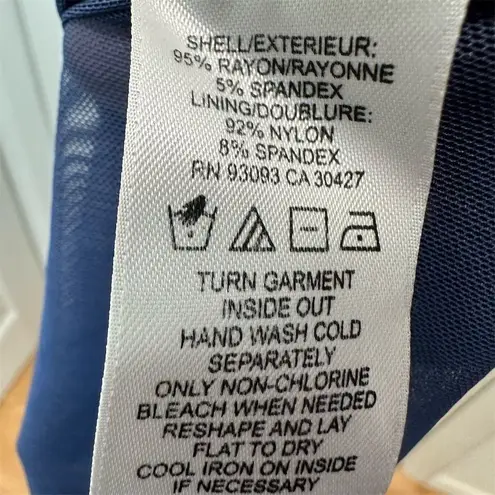 SHELL/EXTERIEUR:
95% RAYON/RAYONNE
5% SPANDEX
LINING/DOUBLURE:
92% NYLON
8% SPANDEX
RN 93093 CA 30427
TURN GARMENT
INSIDE OUT
HAND WASH COLD
SEPARATELY
ONLY NON-CHLORINE
BLEACH WHEN NEEDED
RESHAPE AND LAY
FLAT TO DRY
COOL IRON ON INSIDE
IF NECESSARY